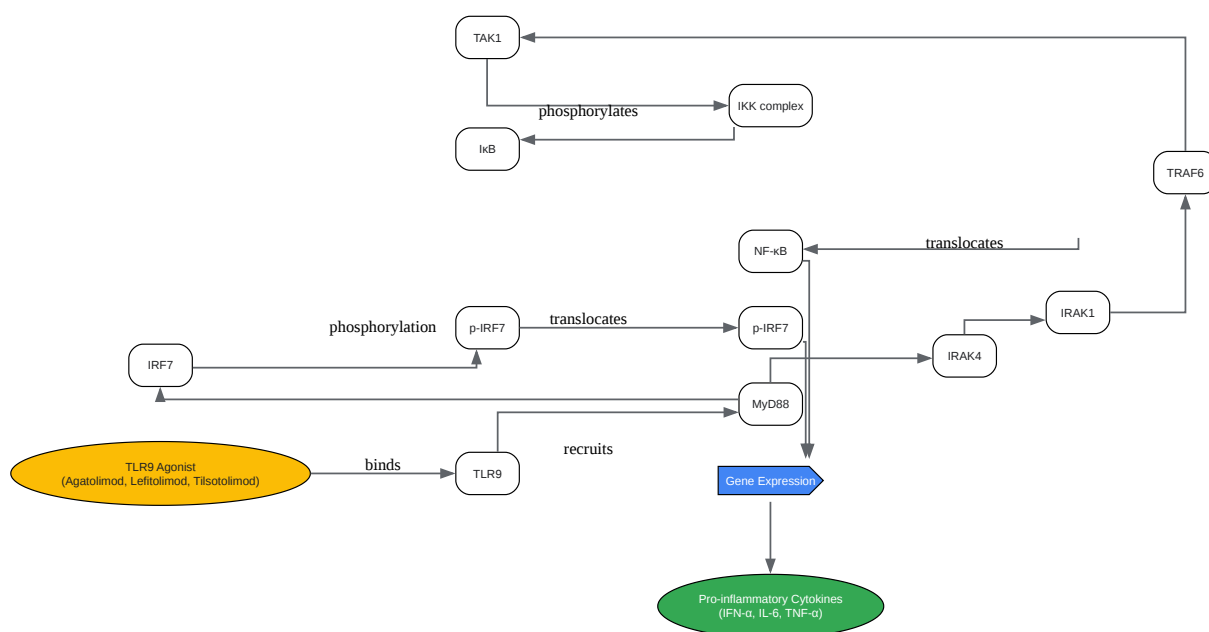 TAK1
IKK complex
phosphorylates
IκB
TRAF6
NF-κB
translocates
IRAK1
phosphorylation
p-IRF7
translocates
p-IRF7
IRF7
IRAK4
MyD88
recruits
TLR9 Agonist
(Agatolimod, Lefitolimod, Tilsotolimod)
binds
TLR9
Gene Expression
Pro-inflammatory Cytokines
(IFN-α, IL-6, TNF-α)